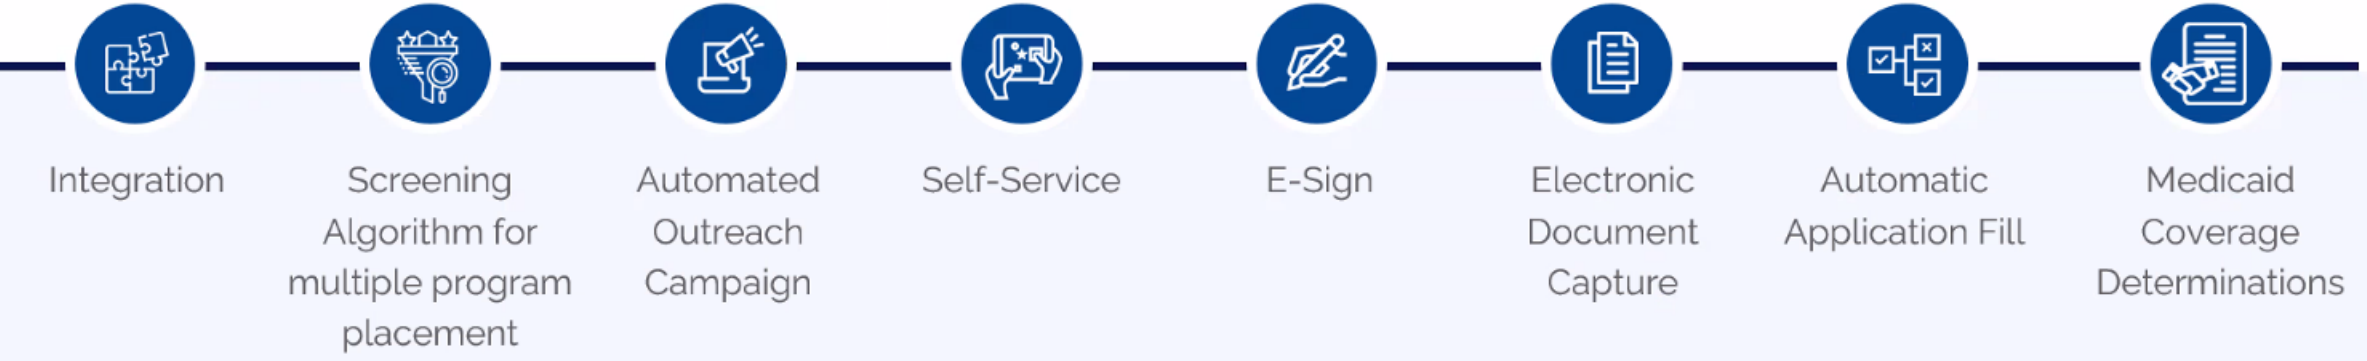 Integration
Screening
Algorithm for
multiple program
placement
Automated
Outreach
Campaign
Self-Service
E-Sign
Electronic
Document
Capture
Automatic
Application Fill
Medicaid
Coverage
Determinations